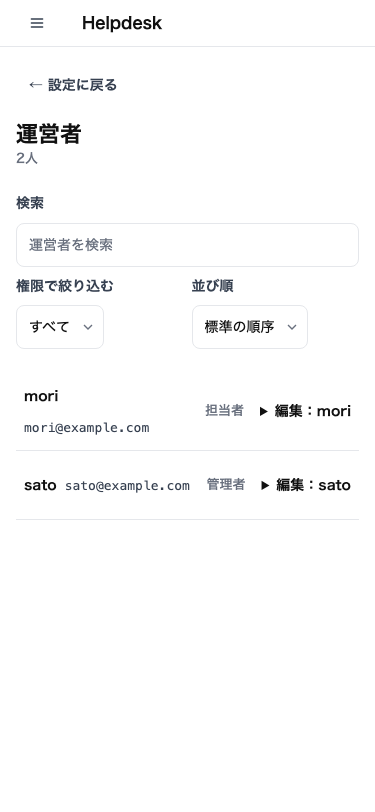 Helpdesk
← 設定に戻る
運営者
2人
検索
運営者を検索
権限で絞り込む 並び順
すべて 標準の順序
mori
mori@example.com
担当者 ▶ 編集：mori
sato sato@example.com 管理者 ▶ 編集：sato